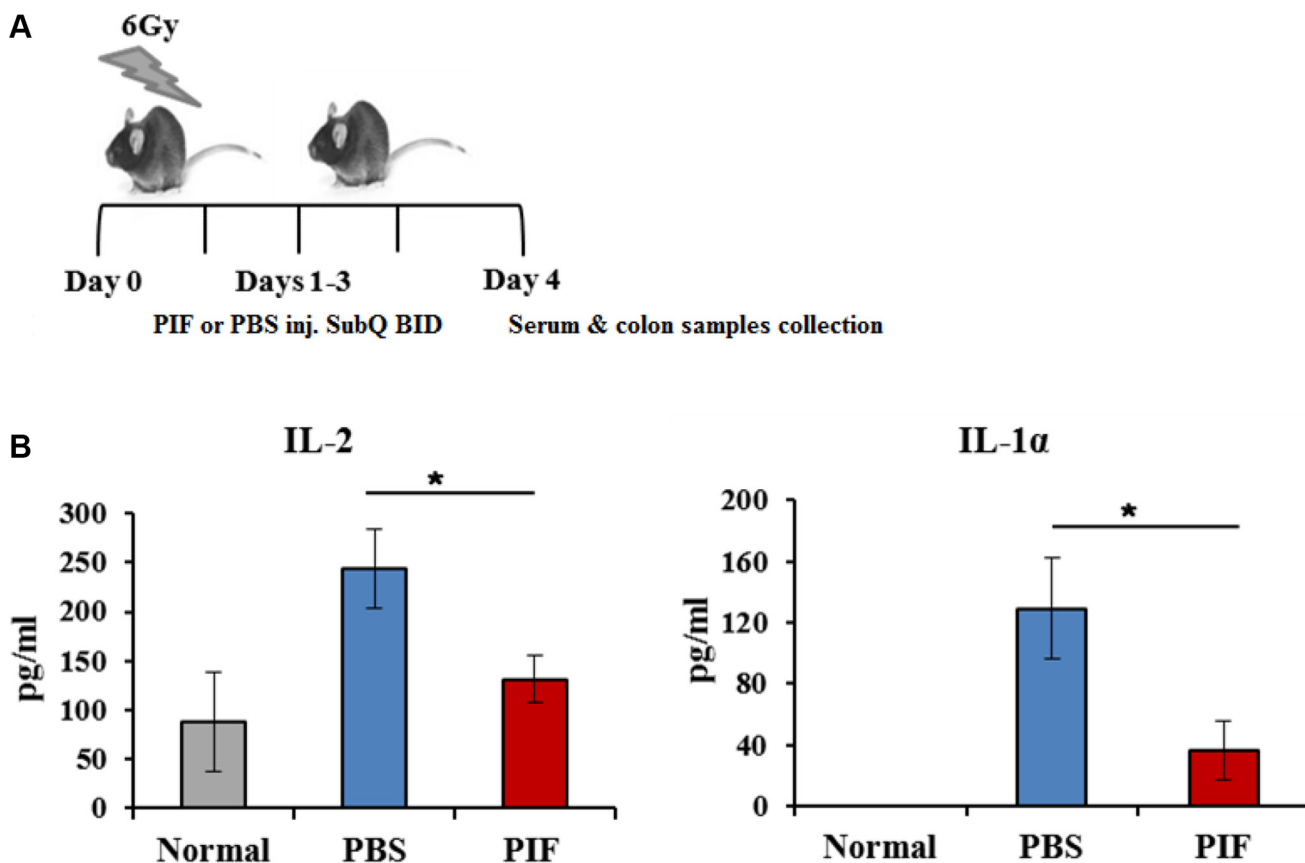 A
6Gy
Day 0 Days 1-3 Day 4
PIF or PBS inj. SubQ BID Serum & colon samples collection
B
IL-2
*
300
250
200
150
100
50
0
pg/ml
Normal PBS PIF
IL-1α
*
200
160
120
80
40
0
pg/ml
Normal PBS PIF